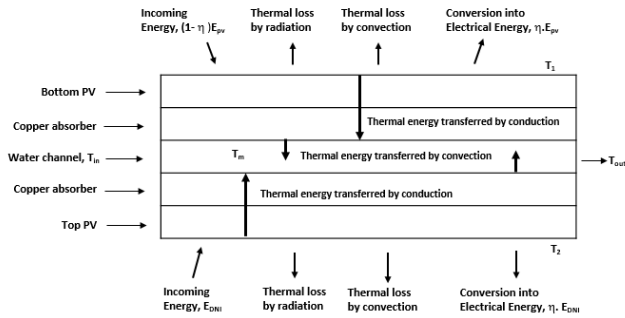 Incoming
Energy, (1- η )Epv
Thermal loss
by radiation
Thermal loss
by convection
Conversion into
Electrical Energy, η.Epv
T1
Bottom PV
Copper absorber
Thermal energy transferred by conduction
Water channel, Tin
Tm
Thermal energy transferred by convection
Tout
Copper absorber
Thermal energy transferred by conduction
Top PV
T2
Incoming
Energy, EDNI
Thermal loss
by radiation
Thermal loss
by convection
Conversion into
Electrical Energy, η. EDNI